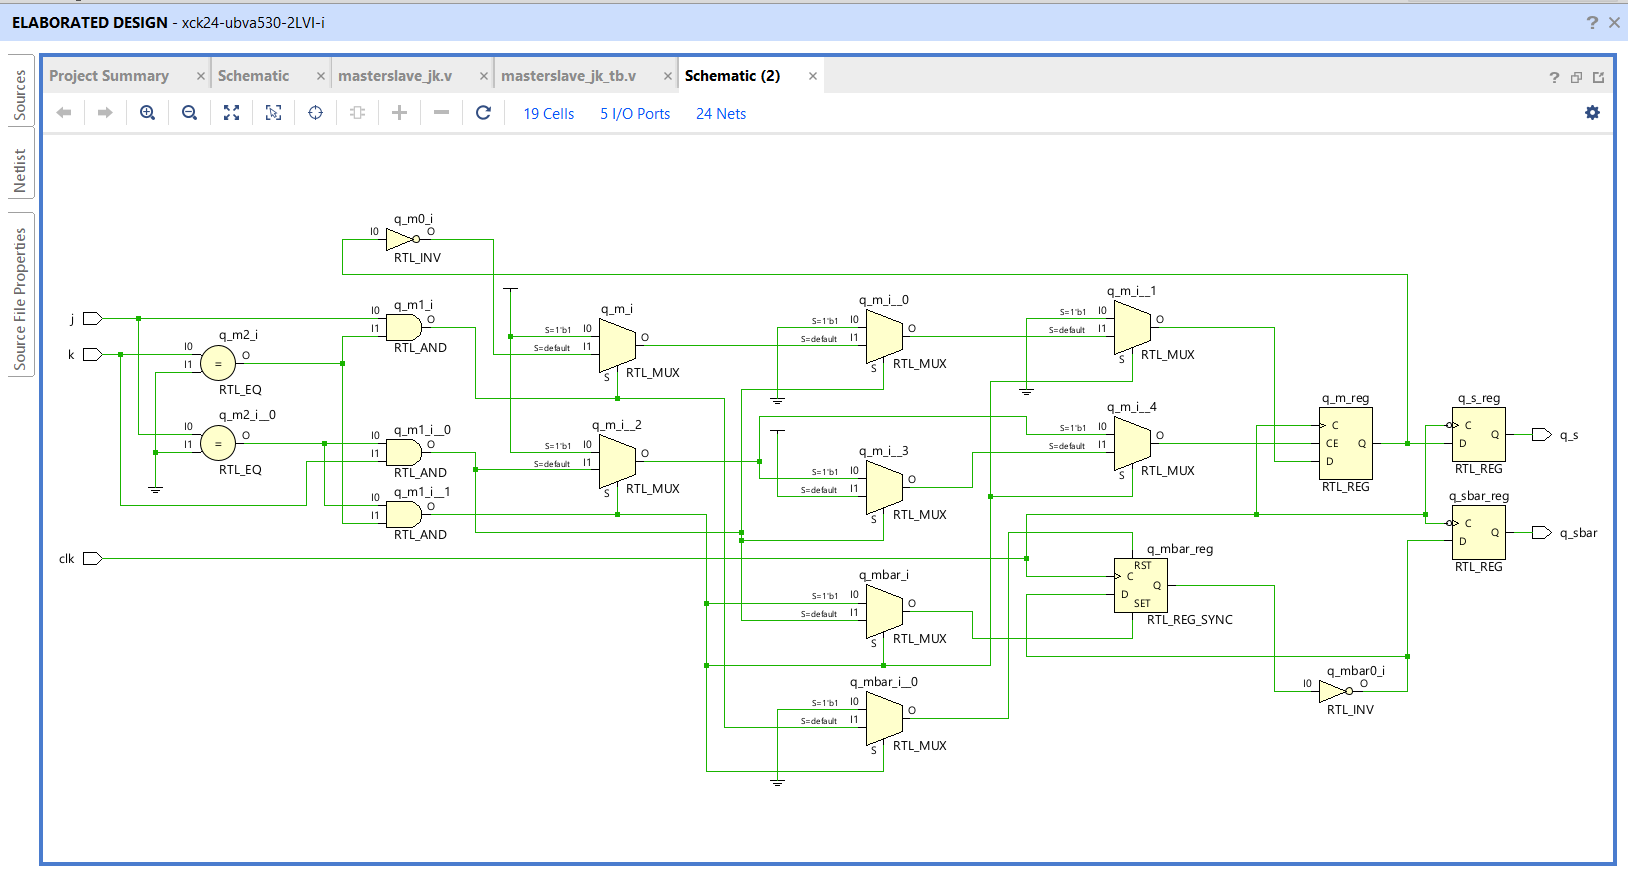 ELABORATED DESIGN - xck24-ubva530-2LVI-i
? ×
Sources
Netlist
Source File Properties
Project Summary × Schematic × masterslave_jk.v × masterslave_jk_tb.v × Schematic (2) ×
19 Cells 5 I/O Ports 24 Nets
q_m0_i
I0 O
RTL_INV
j
k
clk
q_m2_i
I0
I1
O
=
RTL_EQ
q_m2_i__0
I0
I1
O
=
RTL_EQ
q_m1_i
I0
I1
O
RTL_AND
q_m1_i__0
I0
I1
O
RTL_AND
q_m1_i__1
I0
I1
O
RTL_AND
q_m_i
S=1'b1 I0
S=default I1
O
S
RTL_MUX
q_m_i__2
S=1'b1 I0
S=default I1
O
S
RTL_MUX
q_m_i__0
S=1'b1 I0
S=default I1
O
S
RTL_MUX
q_m_i__3
S=1'b1 I0
S=default I1
O
S
RTL_MUX
q_mbar_i
S=1'b1 I0
S=default I1
O
S
RTL_MUX
q_mbar_i__0
S=1'b1 I0
S=default I1
O
S
RTL_MUX
q_m_i__1
S=1'b1 I0
S=default I1
O
S
RTL_MUX
q_m_i__4
S=1'b1 I0
S=default I1
O
S
RTL_MUX
q_mbar_reg
RST
C
D
Q
SET
RTL_REG_SYNC
q_m_reg
C
CE
D
Q
RTL_REG
q_mbar0_i
I0 O
RTL_INV
q_s_reg
C
D
Q
RTL_REG
q_sbar_reg
C
D
Q
RTL_REG
q_s
q_sbar